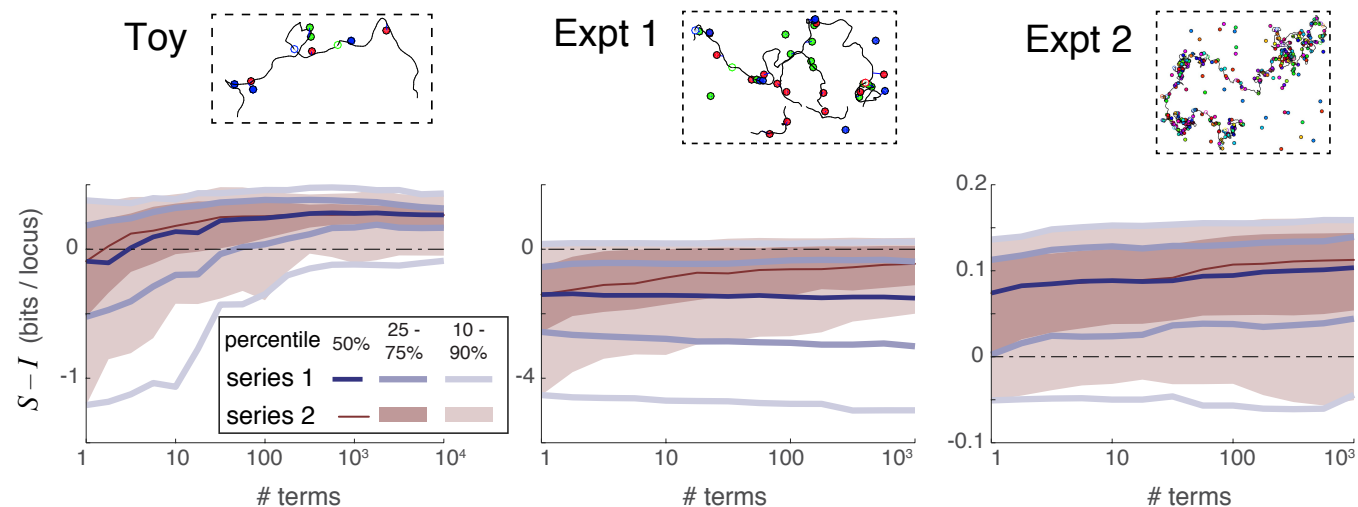 Toy
Expt 1
Expt 2
S – I (bits / locus)
0
-1
1
10
100
10³
10⁴
# terms
percentile
50%
25 -
75%
10 -
90%
series 1
series 2
0
-4
1
10
100
10³
# terms
0.2
0.1
0
-0.1
1
10
100
10³
# terms